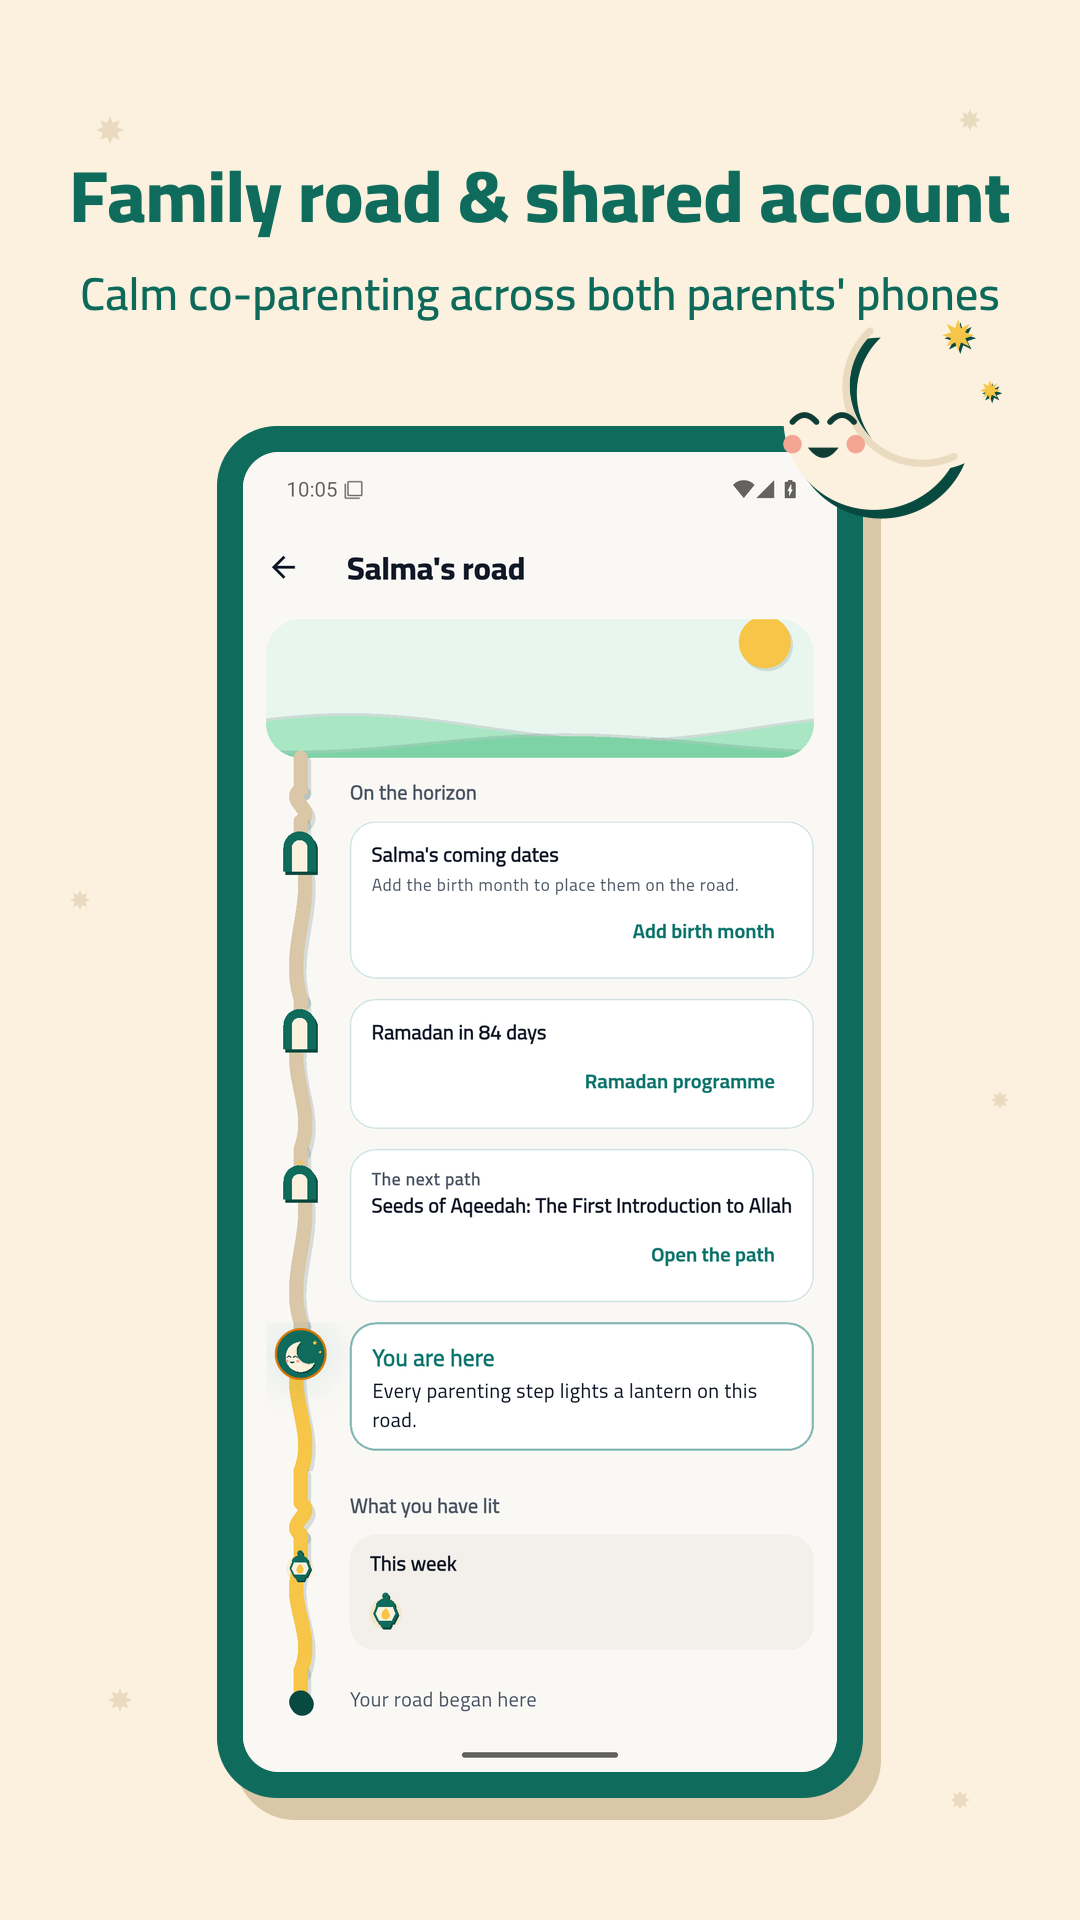 Family road & shared account
Calm co-parenting across both parents' phones
10:05
Salma's road
On the horizon
Salma's coming dates
Add the birth month to place them on the road.
Add birth month
Ramadan in 84 days
Ramadan programme
The next path
Seeds of Aqeedah: The First Introduction to Allah
Open the path
You are here
Every parenting step lights a lantern on this
road.
What you have lit
This week
Your road began here